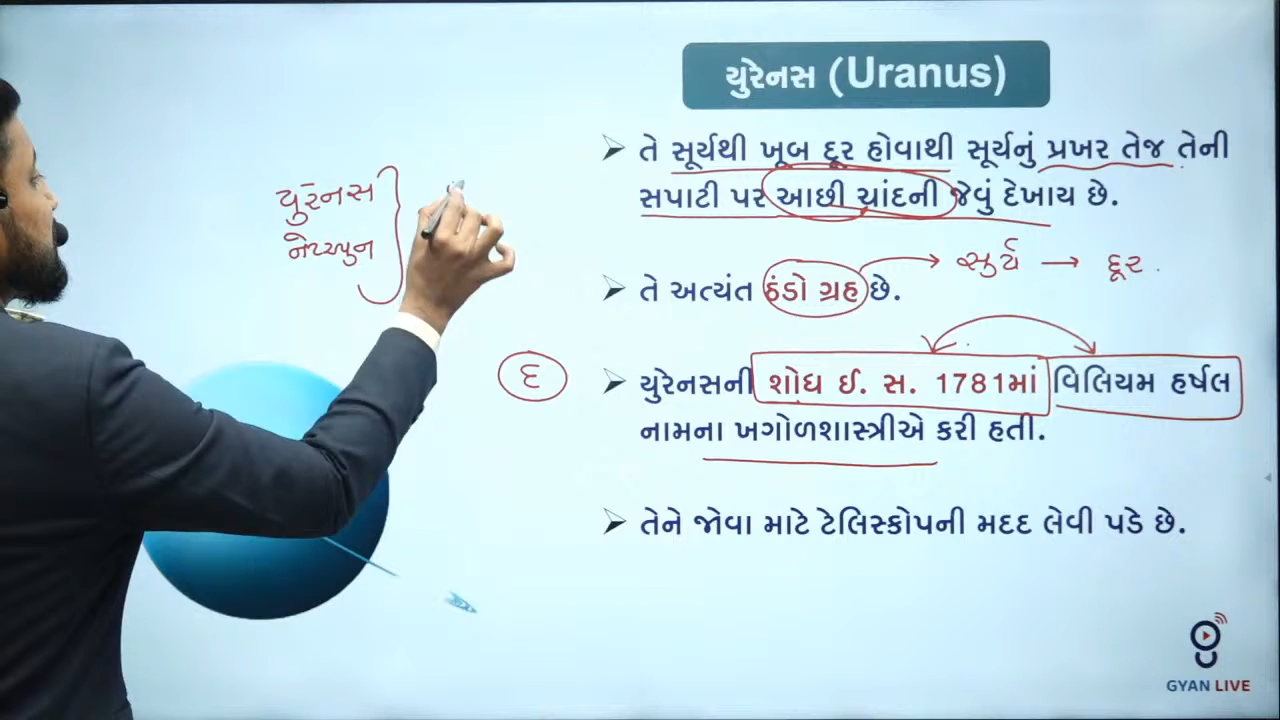 યુરેનસ (Uranus)
➢ તે સૂર્યથી ખૂબ દૂર હોવાથી સૂર્યનું પ્રખર તેજ તેની
સપાટી પર આછી ચાંદની જેવું દેખાય છે.
યુરેનસ
નેપ્ચ્યુન
➢ તે અત્યંત ઠંડો ગ્રહ છે.
સુર્ય → દૂર.
➢ યુરેનસની શોધ ઈ. સ. 1781માં વિલિયમ હર્ષલ
નામના ખગોળશાસ્ત્રીએ કરી હતી.
➢ તેને જોવા માટે ટેલિસ્કોપની મદદ લેવી પડે છે.
GYAN LIVE